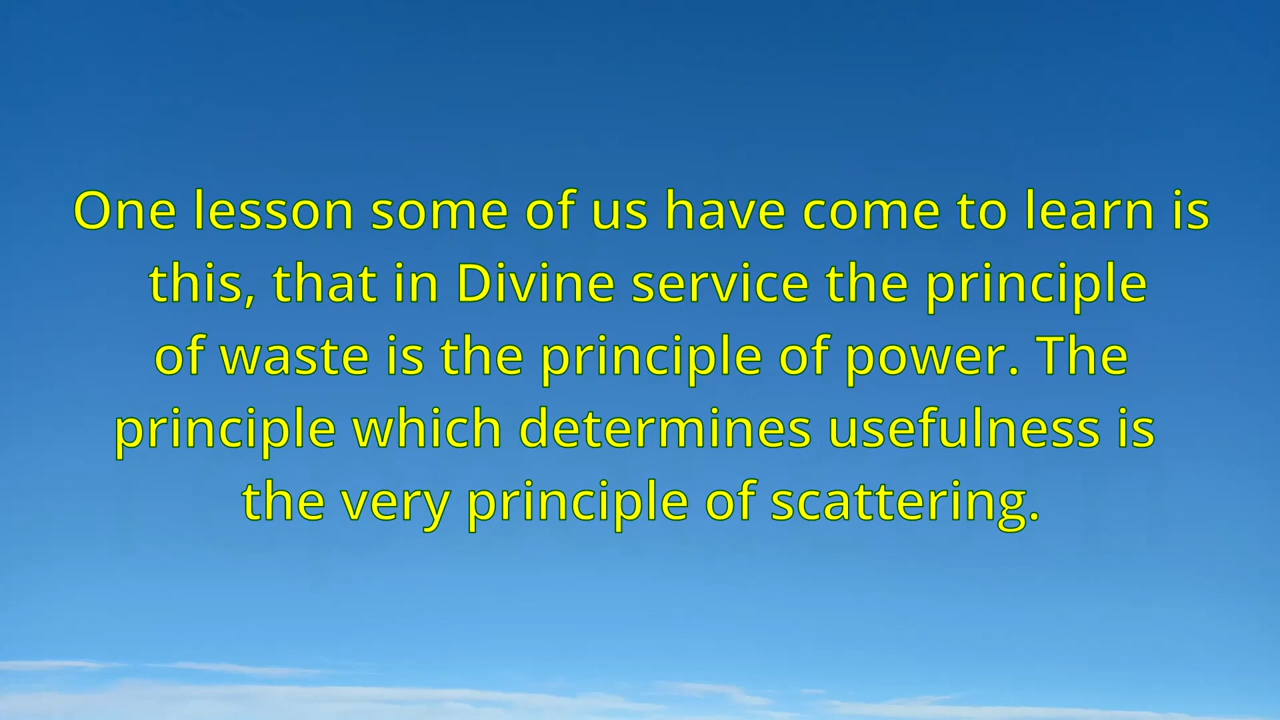 One lesson some of us have come to learn is
this, that in Divine service the principle
of waste is the principle of power. The
principle which determines usefulness is
the very principle of scattering.